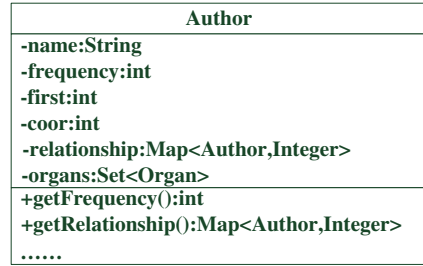 Author
-name:String
-frequency:int
-first:int
-coor:int
-relationship:Map<Author,Integer>
-organs:Set<Organ>
+getFrequency():int
+getRelationship():Map<Author,Integer>
……